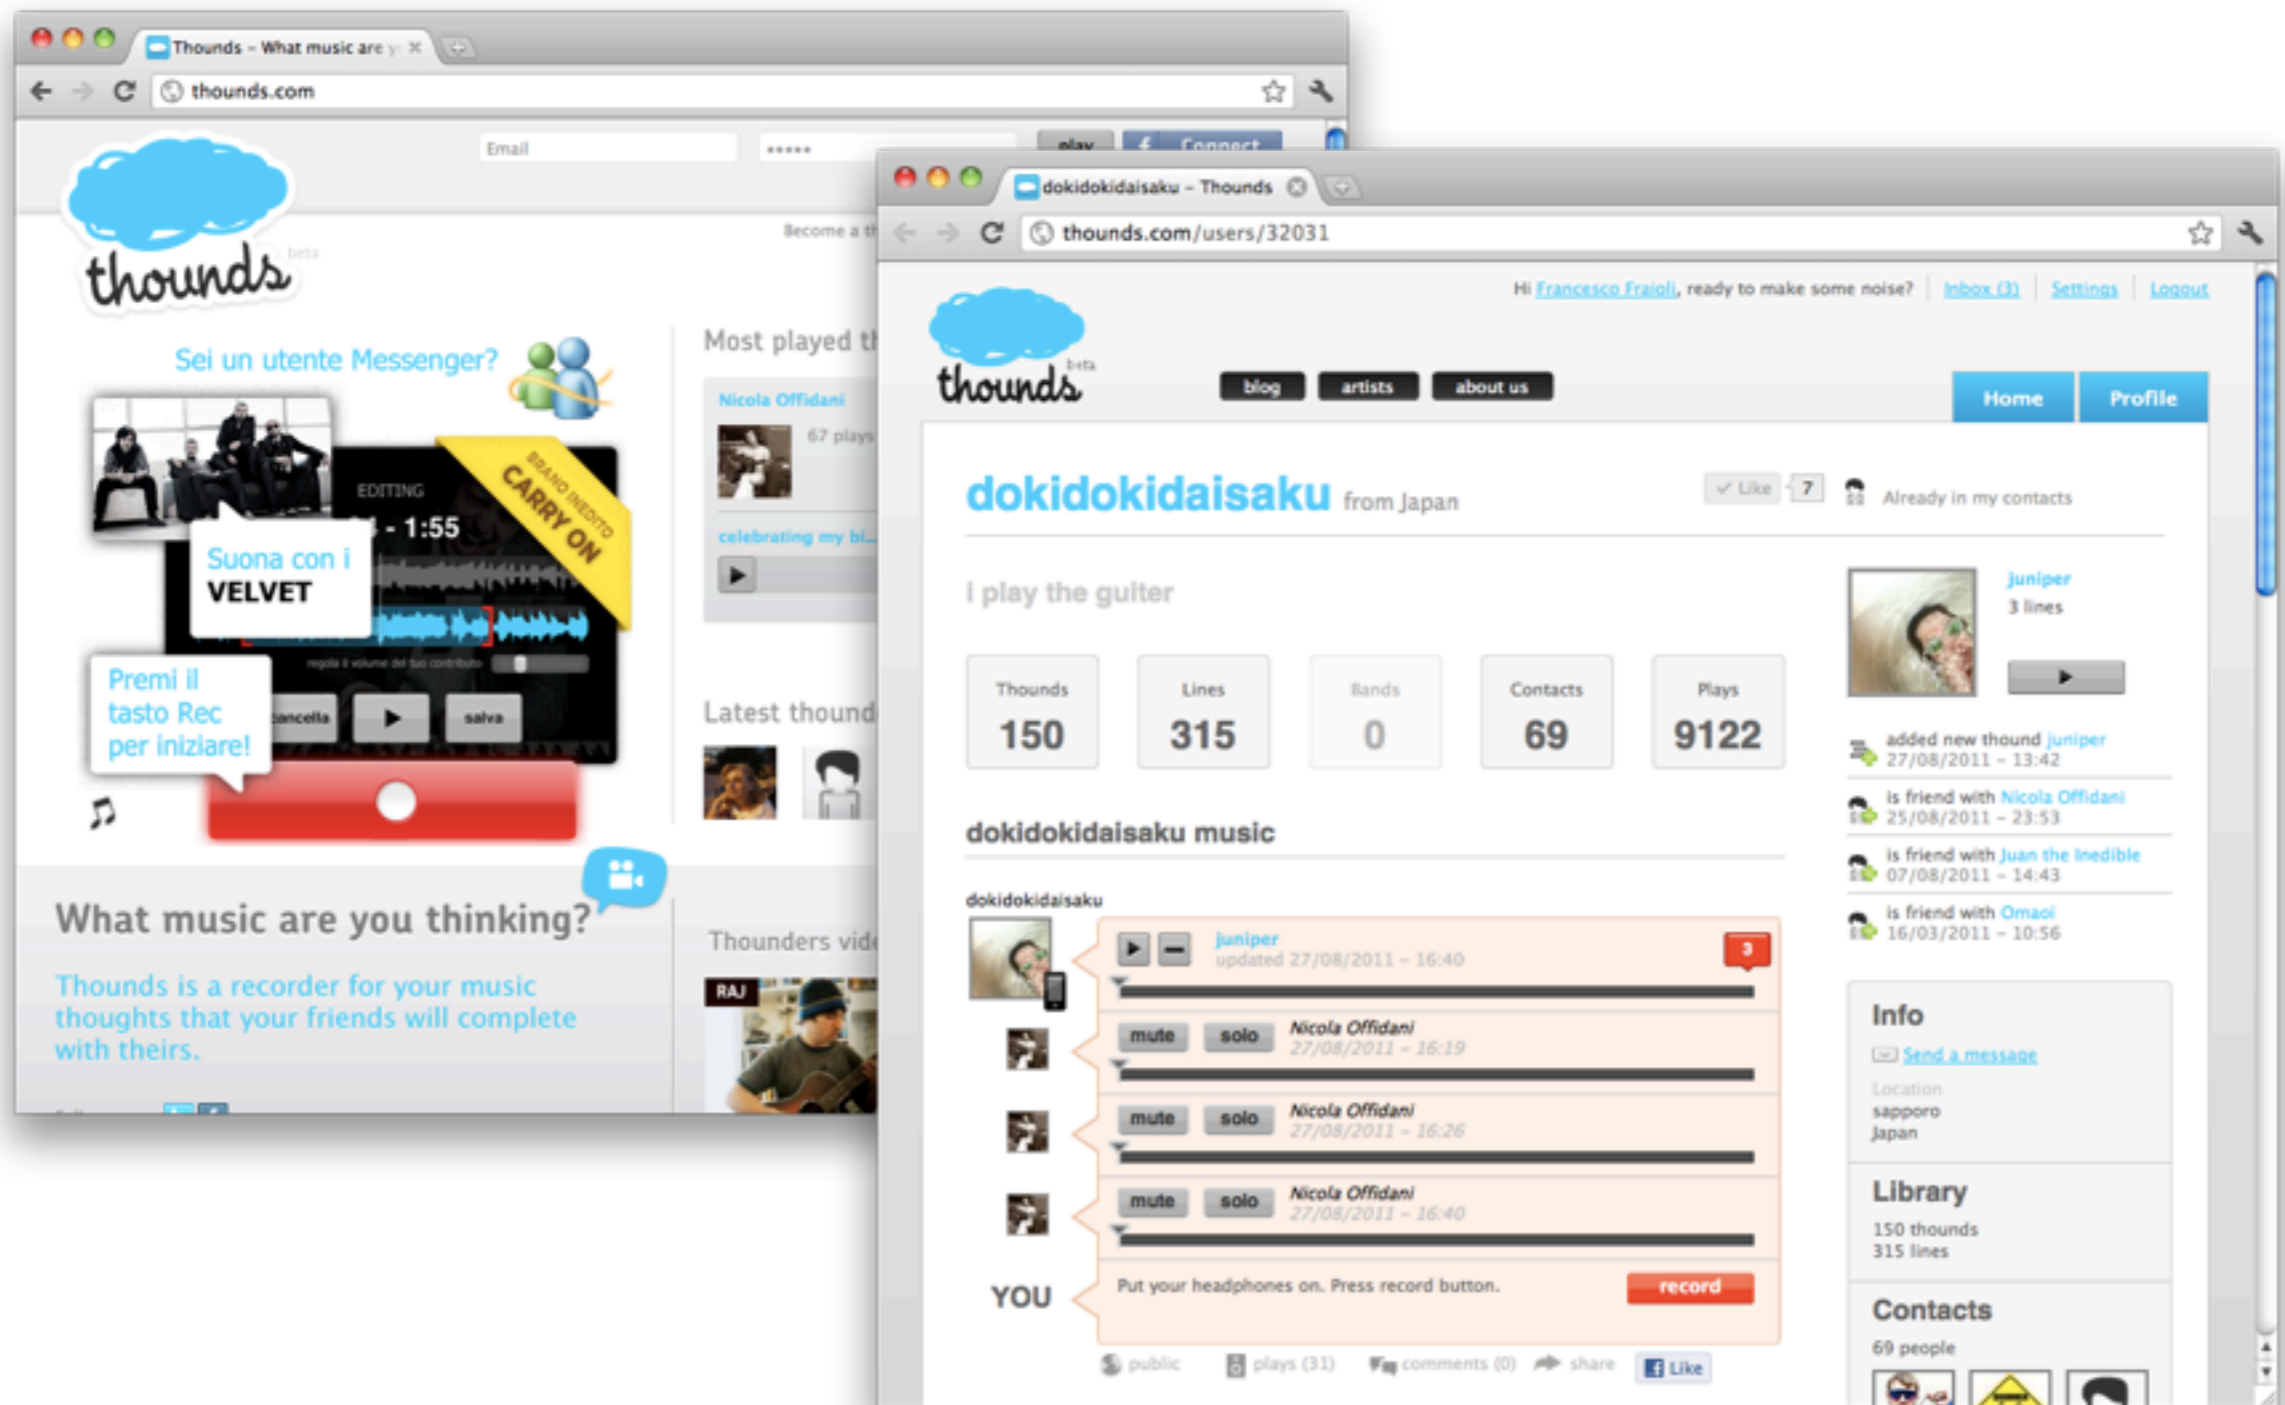 Thounds – What music are y
thounds.com
Email
play
Connect
thounds
beta
Become a th
Sei un utente Messenger?
EDITING
- 1:55
BRANO INEDITO
CARRY ON
Suona con i
VELVET
regola il volume del tuo contributo
Premi il
tasto Rec
per iniziare!
cancella
salva
Most played th
Nicola Offidani
67 plays
celebrating my bi...
Latest thound
What music are you thinking?
Thounds is a recorder for your music
thoughts that your friends will complete
with theirs.
Thounders vide
RAJ
dokidokidaisaku – Thounds
thounds.com/users/32031
Hi Francesco Fraioli, ready to make some noise?
Inbox (3)
Settings
Logout
thounds
beta
blog
artists
about us
Home
Profile
dokidokidaisaku from Japan
Like
7
Already in my contacts
i play the guiter
Thounds
150
Lines
315
Bands
0
Contacts
69
Plays
9122
dokidokidaisaku music
dokidokidaisaku
juniper
updated 27/08/2011 – 16:40
3
mute
solo
Nicola Offidani
27/08/2011 – 16:19
mute
solo
Nicola Offidani
27/08/2011 – 16:26
mute
solo
Nicola Offidani
27/08/2011 – 16:40
YOU
Put your headphones on. Press record button.
record
public
plays (31)
comments (0)
share
Like
juniper
3 lines
added new thound juniper
27/08/2011 – 13:42
is friend with Nicola Offidani
25/08/2011 – 23:53
is friend with Juan the Inedible
07/08/2011 – 14:43
is friend with Omaoi
16/03/2011 – 10:56
Info
Send a message
Location
sapporo
Japan
Library
150 thounds
315 lines
Contacts
69 people